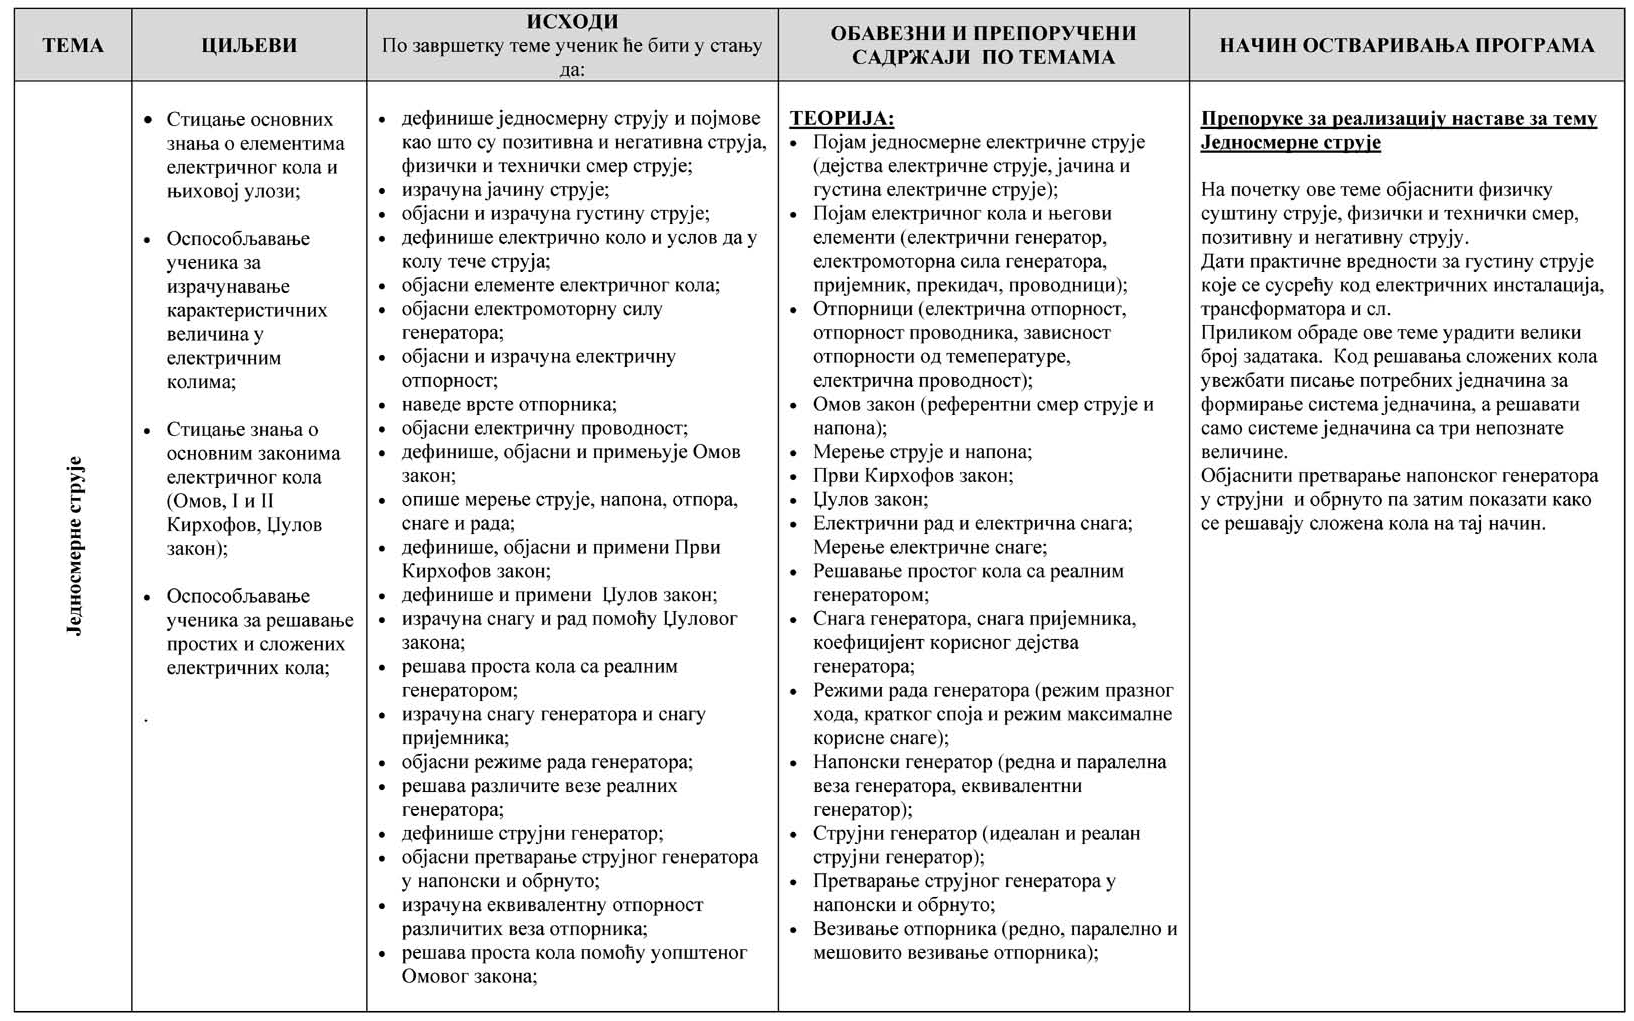 ТЕМА
ЦИЉЕВИ
ИСХОДИ
По завршетку теме ученик ће бити у стању
да:
ОБАВЕЗНИ И ПРЕПОРУЧЕНИ
САДРЖАЈИ ПО ТЕМАМА
НАЧИН ОСТВАРИВАЊА ПРОГРАМА
Једносмерне струје
• Стицање основних
знања о елементима
електричног кола и
њиховој улози;
• Оспособљавање
ученика за
израчунавање
карактеристичних
величина у
електричним
колима;
• Стицање знања о
основним законима
електричног кола
(Омов, I и II
Кирхофов, Џулов
закон);
• Оспособљавање
ученика за решавање
простих и сложених
електричних кола;
.
• дефинише једносмерну струју и појмове
као што су позитивна и негативна струја,
физички и технички смер струје;
• израчуна јачину струје;
• објасни и израчуна густину струје;
• дефинише електрично коло и услов да у
колу тече струја;
• објасни елементе електричног кола;
• објасни електромоторну силу
генератора;
• објасни и израчуна електричну
отпорност;
• наведе врсте отпорника;
• објасни електричну проводност;
• дефинише, објасни и примењује Омов
закон;
• опише мерење струје, напона, отпора,
снаге и рада;
• дефинише, објасни и примени Први
Кирхофов закон;
• дефинише и примени Џулов закон;
• израчуна снагу и рад помоћу Џуловог
закона;
• решава проста кола са реалним
генератором;
• израчуна снагу генератора и снагу
пријемника;
• објасни режиме рада генератора;
• решава различите везе реалних
генератора;
• дефинише струјни генератор;
• објасни претварање струјног генератора
у напонски и обрнуто;
• израчуна еквивалентну отпорност
различитих веза отпорника;
• решава проста кола помоћу уопштеног
Омовог закона;
ТЕОРИЈА:
• Појам једносмерне електричне струје
(дејства електричне струје, јачина и
густина електричне струје);
• Појам електричног кола и његови
елементи (електрични генератор,
електромоторна сила генератора,
пријемник, прекидач, проводници);
• Отпорници (електрична отпорност,
отпорност проводника, зависност
отпорности од темепературе,
електрична проводност);
• Омов закон (референтни смер струје и
напона);
• Мерење струје и напона;
• Први Кирхофов закон;
• Џулов закон;
• Електрични рад и електрична снага;
Мерење електричне снаге;
• Решавање простог кола са реалним
генератором;
• Снага генератора, снага пријемника,
коефицијент корисног дејства
генератора;
• Режими рада генератора (режим празног
хода, кратког споја и режим максималне
корисне снаге);
• Напонски генератор (редна и паралелна
веза генератора, еквивалентни
генератор);
• Струјни генератор (идеалан и реалан
струјни генератор);
• Претварање струјног генератора у
напонски и обрнуто;
• Везивање отпорника (редно, паралелно и
мешовито везивање отпорника);
Препоруке за реализацију наставе за тему
Једносмерне струје
На почетку ове теме објаснити физичку
суштину струје, физички и технички смер,
позитивну и негативну струју.
Дати практичне вредности за густину струје
које се сусрећу код електричних инсталација,
трансформатора и сл.
Приликом обраде ове теме урадити велики
број задатака. Код решавања сложених кола
увежбати писање потребних једначина за
формирање система једначина, а решавати
само системе једначина са три непознате
величине.
Објаснити претварање напонског генератора
у струјни и обрнуто па затим показати како
се решавају сложена кола на тај начин.